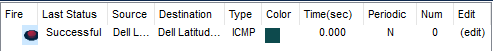 Fire Last Status Source Destination Type Color Time(sec) Periodic Num Edit
Successful Dell L... Dell Latitud... ICMP 0.000 N 0 (edit)